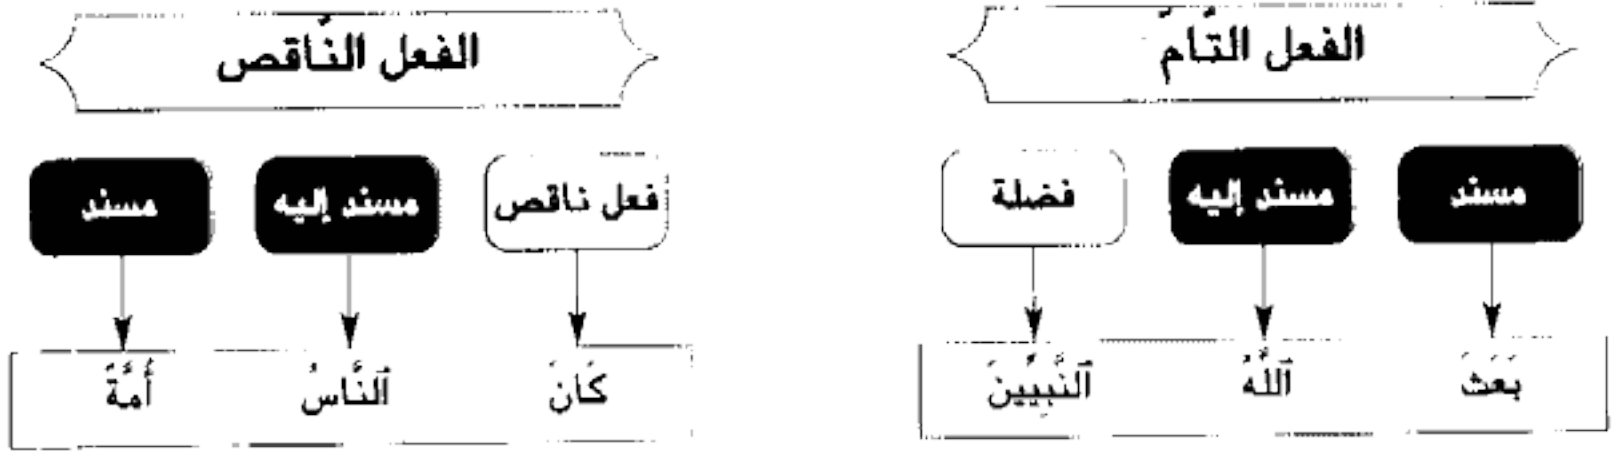 الفعل التَّامّ
الفعل النَّاقص
مسند مسند إليه فضلة
فعل ناقص مسند إليه مسند
بَعَثَ ٱللَّهُ ٱلنَّبِيِّينَ
كَانَ ٱلنَّاسُ أُمَّةً